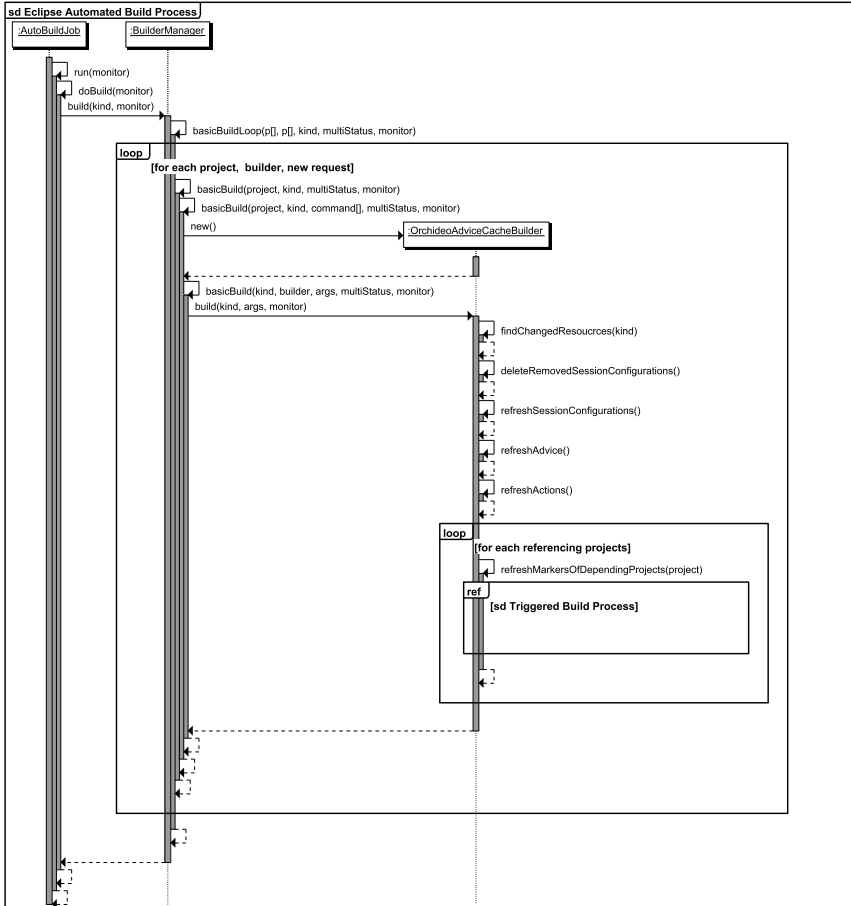 sd Eclipse Automated Build Process
:AutoBuildJob
:BuilderManager
run(monitor)
doBuild(monitor)
build(kind, monitor)
basicBuildLoop(p[], p[], kind, multiStatus, monitor)
loop
[for each project,  builder, new request]
basicBuild(project, kind, multiStatus, monitor)
basicBuild(project, kind, command[], multiStatus, monitor)
new()
:OrchideoAdviceCacheBuilder
basicBuild(kind, builder, args, multiStatus, monitor)
build(kind, args, monitor)
findChangedResoucrces(kind)
deleteRemovedSessionConfigurations()
refreshSessionConfigurations()
refreshAdvice()
refreshActions()
loop
[for each referencing projects]
refreshMarkersOfDependingProjects(project)
ref
[sd Triggered Build Process]